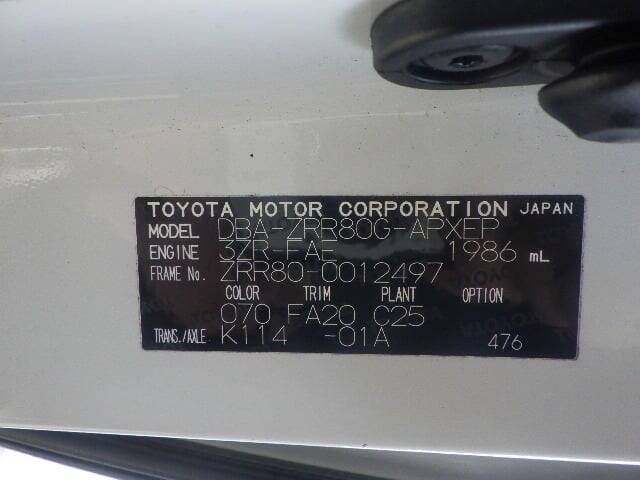 TOYOTA MOTOR CORPORATION JAPAN
MODEL DBA-ZRR80G-APXEP
ENGINE 3ZR-FAE 1986 mL
FRAME No. ZRR80-0012497
COLOR TRIM PLANT OPTION
070 FA20 C25
TRANS./AXLE K114 -01A 476